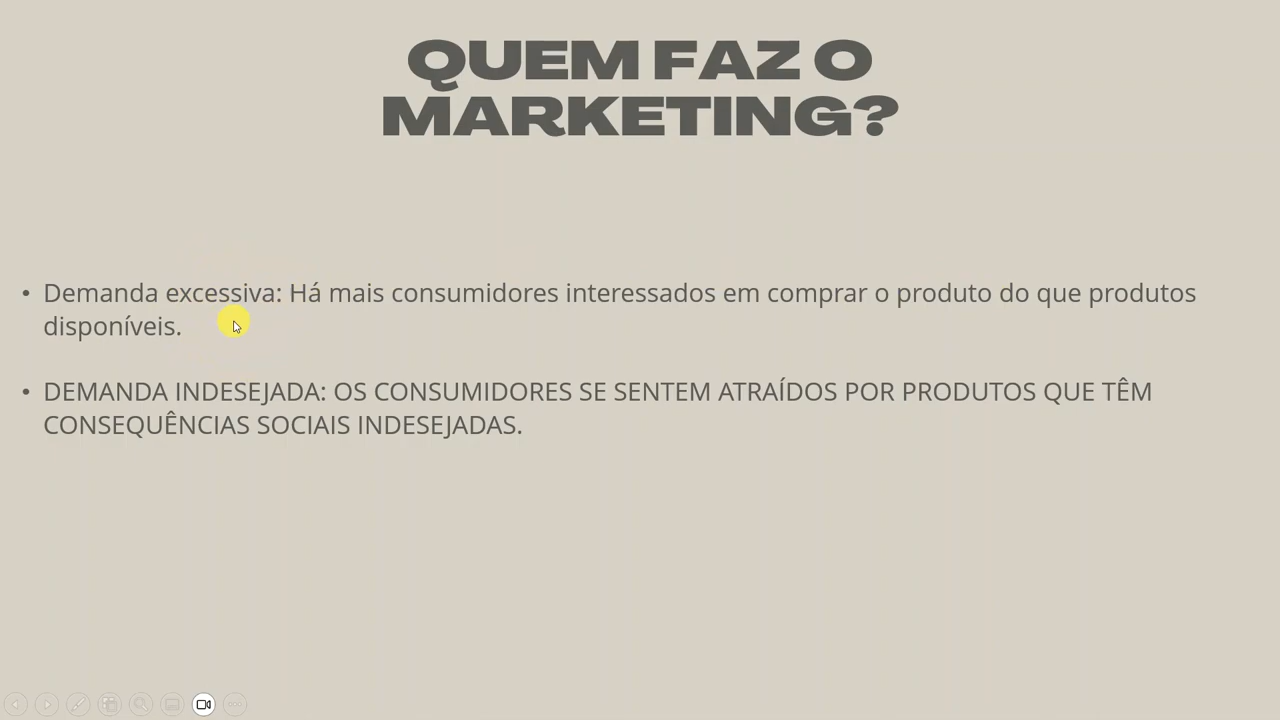 QUEM FAZ O
MARKETING?
• Demanda excessiva: Há mais consumidores interessados em comprar o produto do que produtos
disponíveis.
• DEMANDA INDESEJADA: OS CONSUMIDORES SE SENTEM ATRAÍDOS POR PRODUTOS QUE TÊM
CONSEQUÊNCIAS SOCIAIS INDESEJADAS.